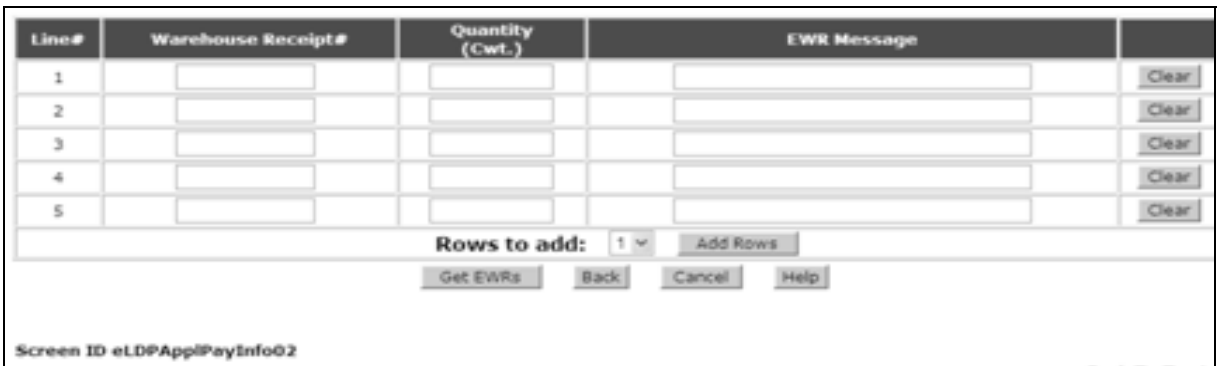 Line# Warehouse Receipt# Quantity (Cwt.) EWR Message
1 Clear
2 Clear
3 Clear
4 Clear
5 Clear
Rows to add: 1 Add Rows
Get EWRs Back Cancel Help
Screen ID eLDPApplPayInfo02